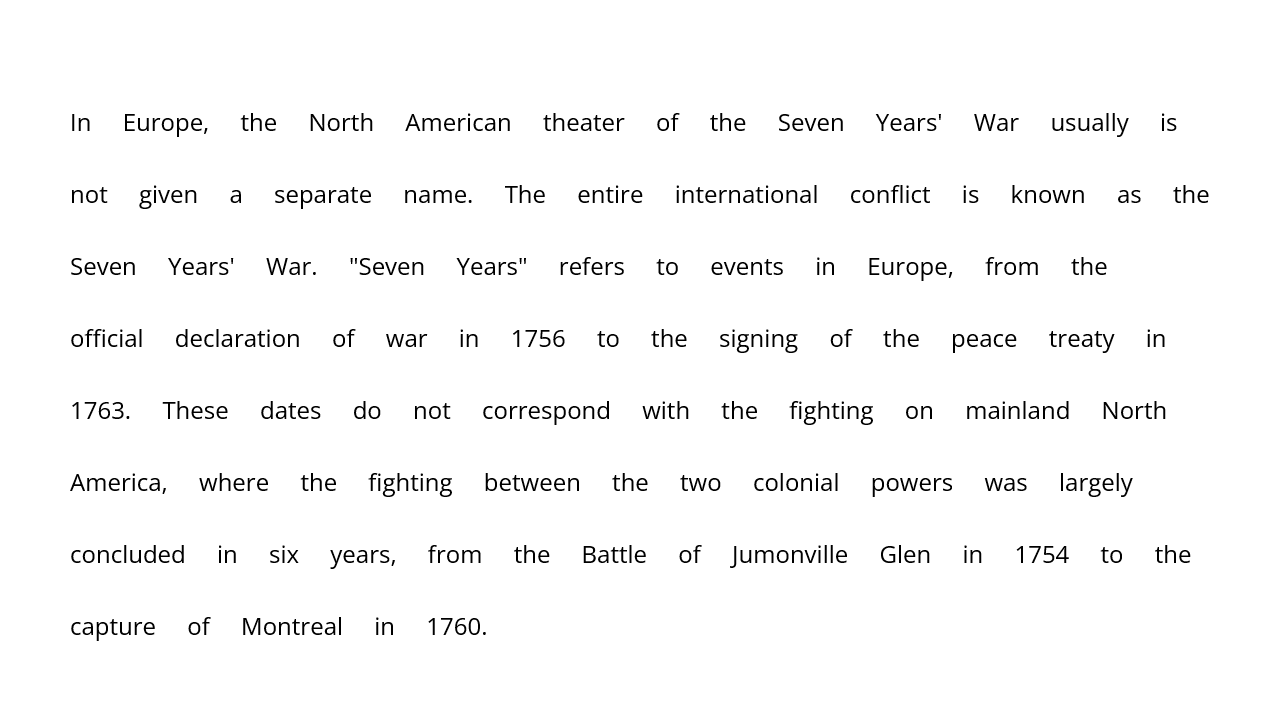 In Europe, the North American theater of the Seven Years' War usually is
not given a separate name. The entire international conflict is known as the
Seven Years' War. "Seven Years" refers to events in Europe, from the
official declaration of war in 1756 to the signing of the peace treaty in
1763. These dates do not correspond with the fighting on mainland North
America, where the fighting between the two colonial powers was largely
concluded in six years, from the Battle of Jumonville Glen in 1754 to the
capture of Montreal in 1760.